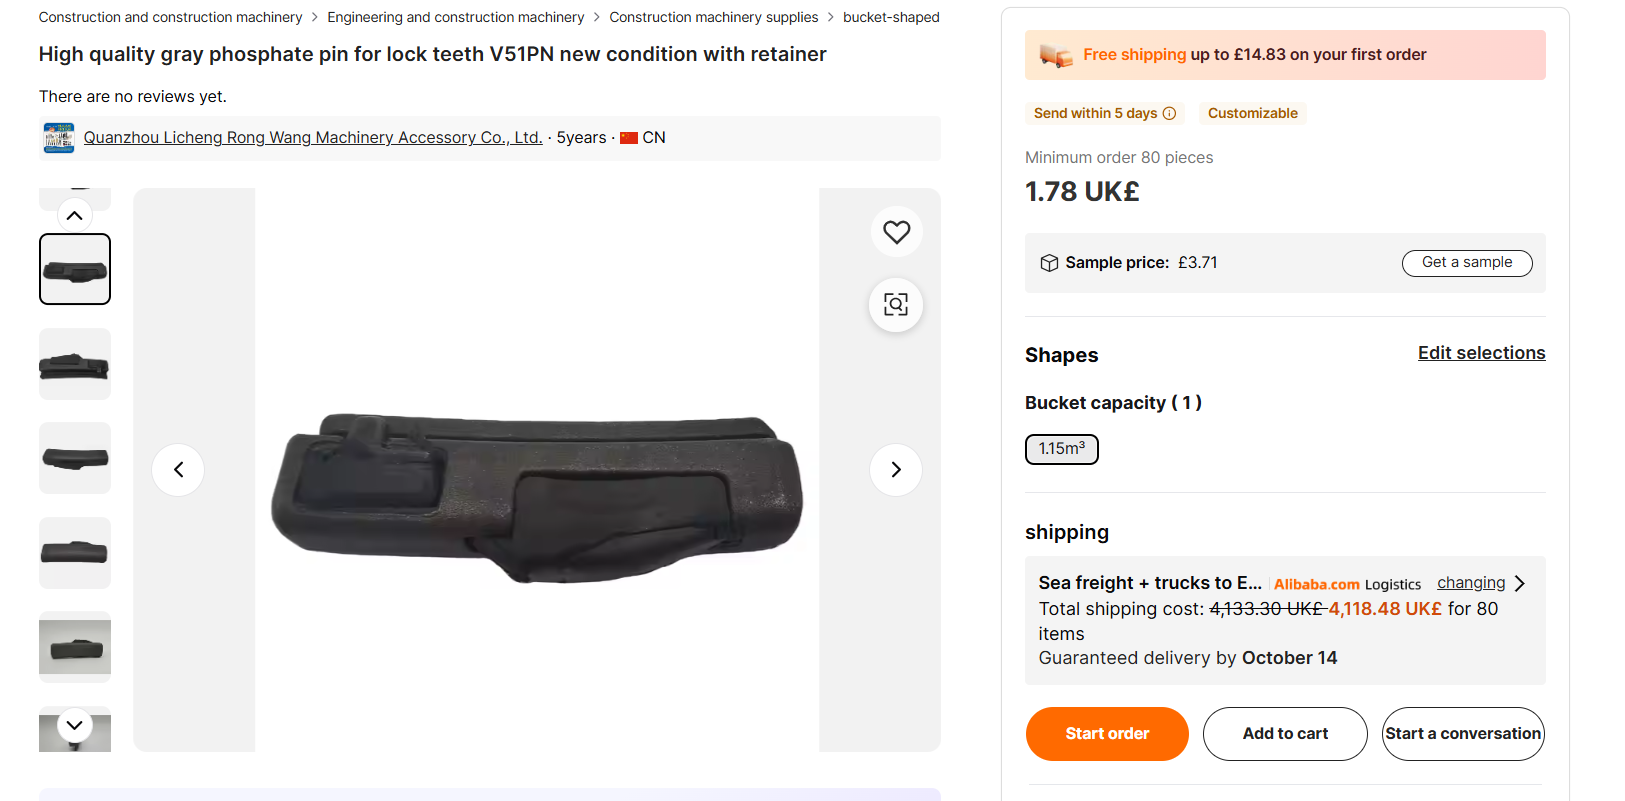 Construction and construction machinery > Engineering and construction machinery > Construction machinery supplies > bucket-shaped
High quality gray phosphate pin for lock teeth V51PN new condition with retainer
There are no reviews yet.
Quanzhou Licheng Rong Wang Machinery Accessory Co., Ltd. · 5years · CN
Free shipping up to £14.83 on your first order
Send within 5 days
Customizable
Minimum order 80 pieces
1.78 UK£
Sample price: £3.71
Get a sample
Shapes
Edit selections
Bucket capacity ( 1 )
1.15m³
shipping
Sea freight + trucks to E... Alibaba.com Logistics changing
Total shipping cost: 4,133.30 UK£ 4,118.48 UK£ for 80
items
Guaranteed delivery by October 14
Start order
Add to cart
Start a conversation